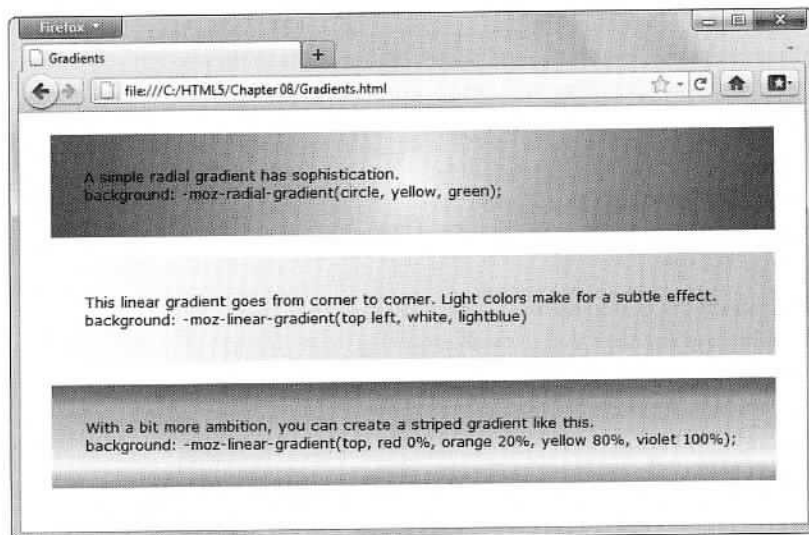 Firefox
Gradients
file:///C:/HTML5/Chapter 08/Gradients.html
A simple radial gradient has sophistication.
background: -moz-radial-gradient(circle, yellow, green);
This linear gradient goes from corner to corner. Light colors make for a subtle effect.
background: -moz-linear-gradient(top left, white, lightblue)
With a bit more ambition, you can create a striped gradient like this.
background: -moz-linear-gradient(top, red 0%, orange 20%, yellow 80%, violet 100%);